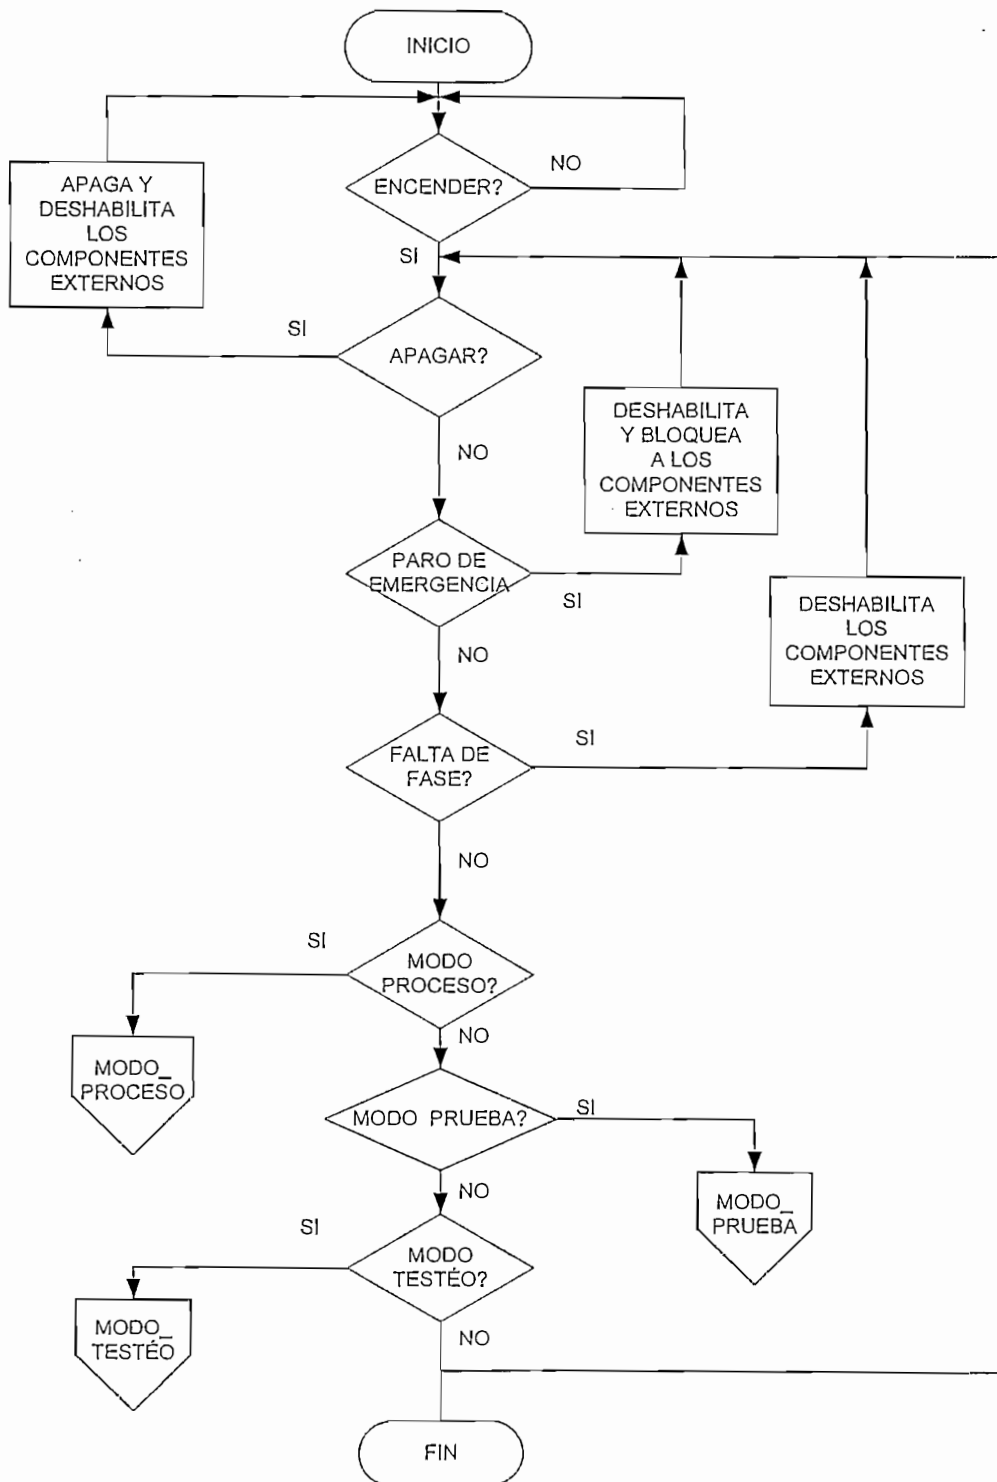 INICIO
ENCENDER?
NO
APAGA Y
DESHABILITA
LOS
COMPONENTES
EXTERNOS
SI
SI
APAGAR?
NO
DESHABILITA
Y BLOQUEA
A LOS
COMPONENTES
EXTERNOS
PARO DE
EMERGENCIA
SI
DESHABILITA
LOS
COMPONENTES
EXTERNOS
NO
FALTA DE
FASE?
SI
NO
MODO
PROCESO?
SI
MODO_
PROCESO
NO
MODO PRUEBA?
SI
MODO_
PRUEBA
NO
MODO
TESTÉO?
SI
MODO_
TESTÉO
NO
FIN